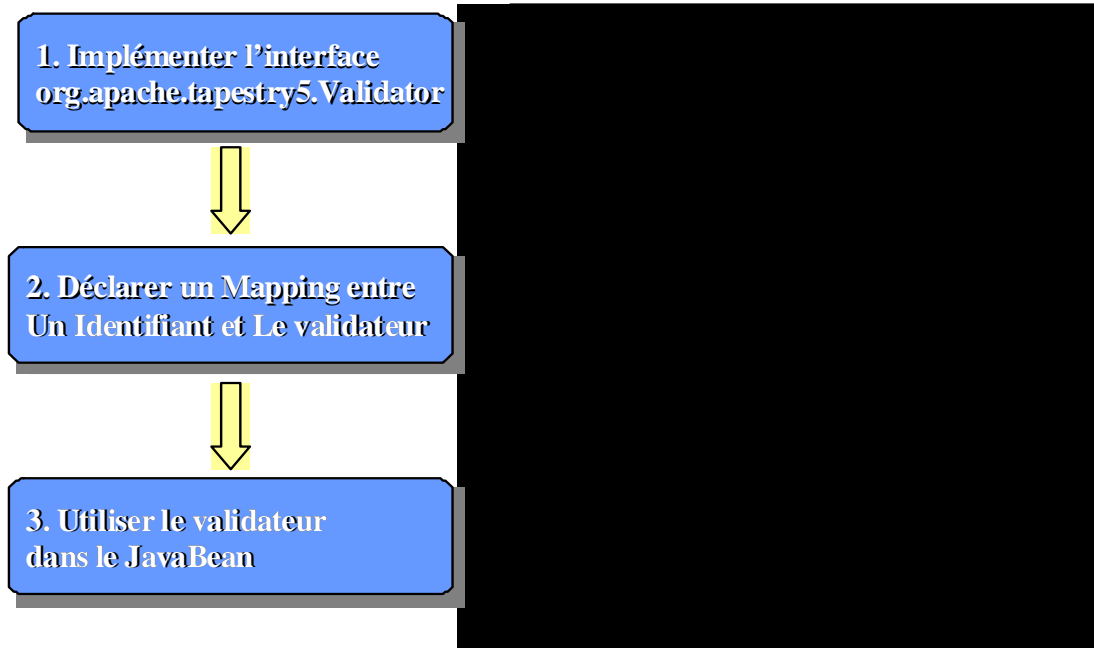 1. Implémenter l’interface
org.apache.tapestry5.Validator
2. Déclarer un Mapping entre
Un Identifiant et Le validateur
3. Utiliser le validateur
dans le JavaBean